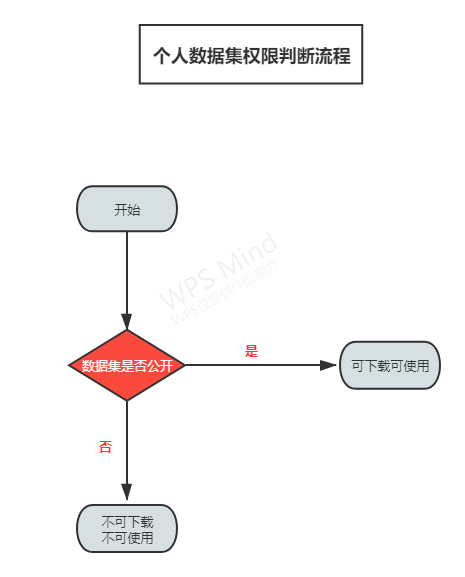 个人数据集权限判断流程
开始
WPS Mind
数据集是否公开
是
可下载可使用
否
不可下载
不可使用